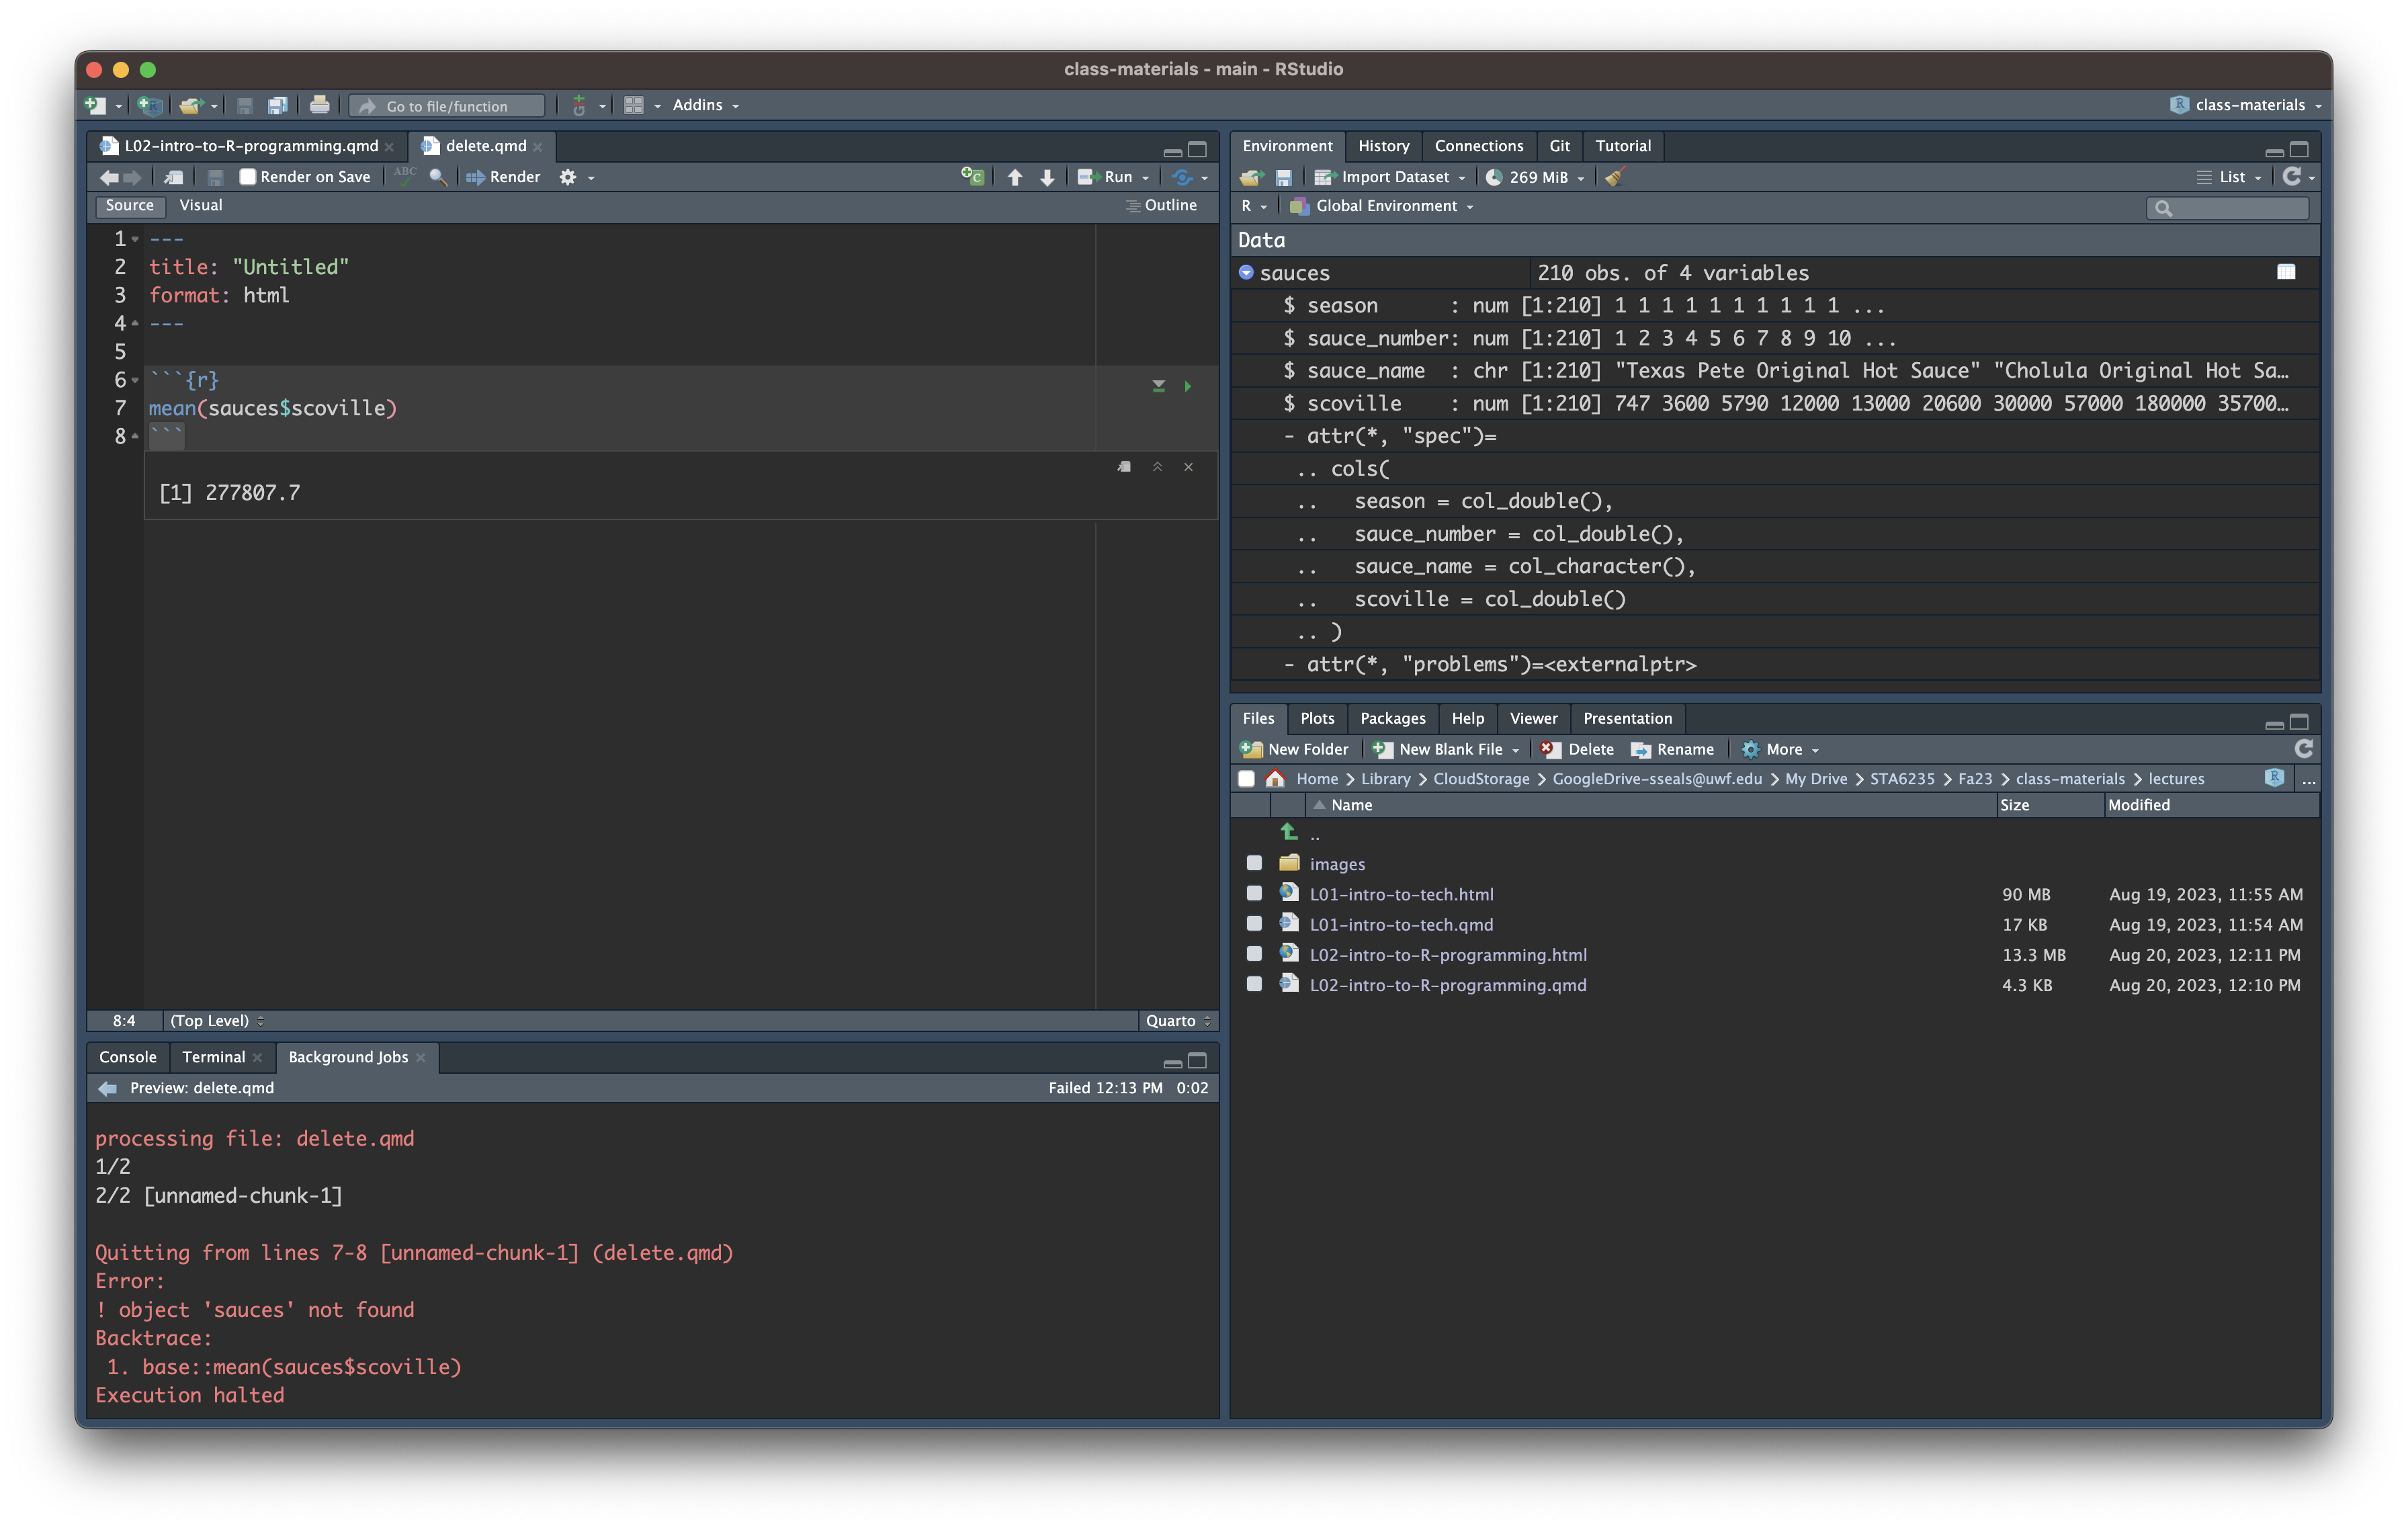 class-materials - main - RStudio
Go to file/function
Addins
class-materials
L02-intro-to-R-programming.qmd
delete.qmd
Render on Save
ABC
Render
Run
Source
Visual
Outline
1 ---
2 title: "Untitled"
3 format: html
4 ---
5
6 ```{r}
7 mean(sauces$scoville)
8 ```
[1] 277807.7
8:4
(Top Level)
Quarto
Console
Terminal
Background Jobs
Preview: delete.qmd
Failed 12:13 PM 0:02
processing file: delete.qmd
1/2
2/2 [unnamed-chunk-1]
Quitting from lines 7-8 [unnamed-chunk-1] (delete.qmd)
Error:
! object 'sauces' not found
Backtrace:
1. base::mean(sauces$scoville)
Execution halted
Environment
History
Connections
Git
Tutorial
Import Dataset
269 MiB
List
R
Global Environment
Data
sauces 210 obs. of 4 variables
$ season : num [1:210] 1 1 1 1 1 1 1 1 1 1 ...
$ sauce_number: num [1:210] 1 2 3 4 5 6 7 8 9 10 ...
$ sauce_name : chr [1:210] "Texas Pete Original Hot Sauce" "Cholula Original Hot Sa…
$ scoville : num [1:210] 747 3600 5790 12000 13000 20600 30000 57000 180000 35700…
- attr(*, "spec")=
.. cols(
.. season = col_double(),
.. sauce_number = col_double(),
.. sauce_name = col_character(),
.. scoville = col_double()
.. )
- attr(*, "problems")=<externalptr>
Files
Plots
Packages
Help
Viewer
Presentation
New Folder
New Blank File
Delete
Rename
More
Home > Library > CloudStorage > GoogleDrive-sseals@uwf.edu > My Drive > STA6235 > Fa23 > class-materials > lectures
R
...
Name Size Modified
..
images
L01-intro-to-tech.html 90 MB Aug 19, 2023, 11:55 AM
L01-intro-to-tech.qmd 17 KB Aug 19, 2023, 11:54 AM
L02-intro-to-R-programming.html 13.3 MB Aug 20, 2023, 12:11 PM
L02-intro-to-R-programming.qmd 4.3 KB Aug 20, 2023, 12:10 PM